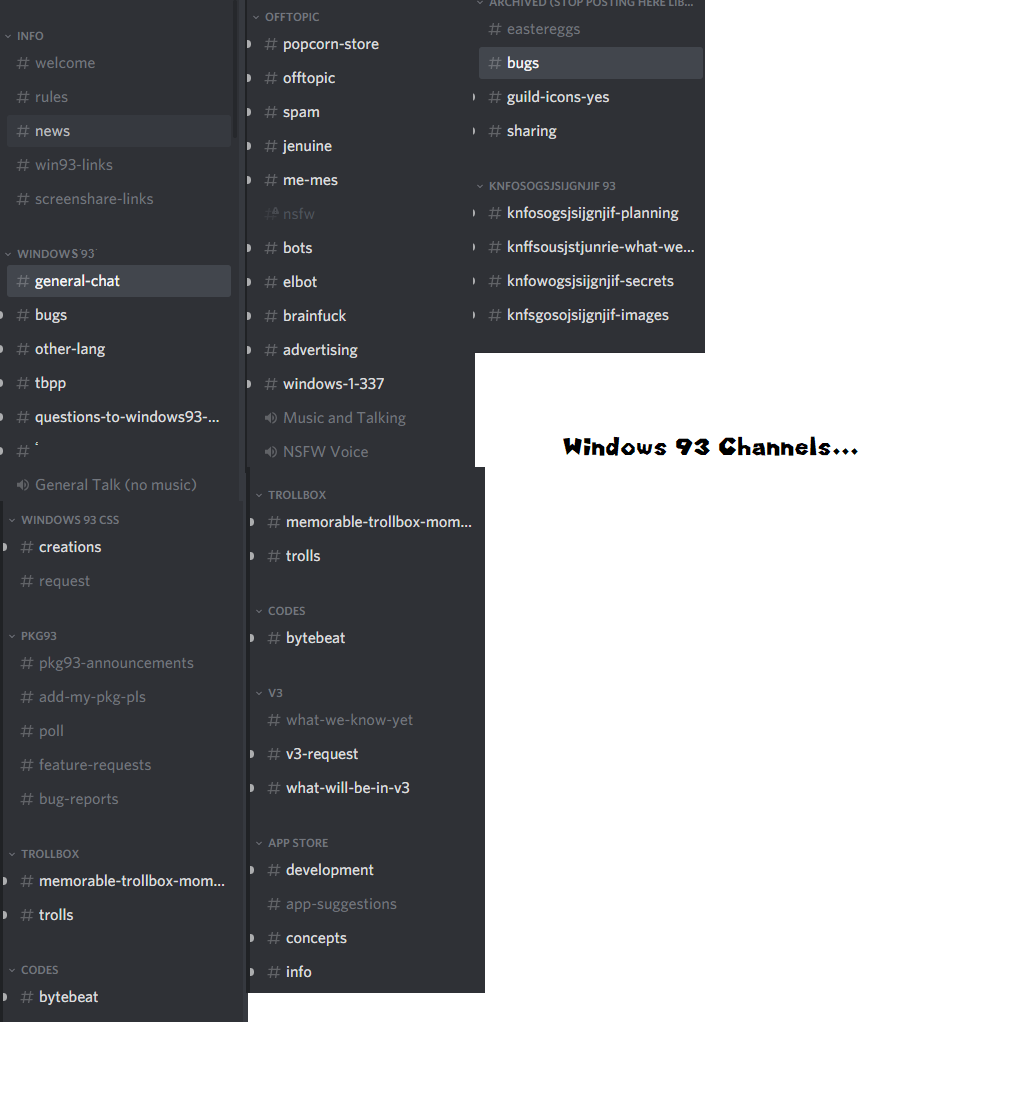 INFO
# welcome
# rules
# news
# win93-links
# screenshare-links
WINDOWS 93
# general-chat
# bugs
# other-lang
# tbpp
# questions-to-windows93-...
# ʻ
General Talk (no music)
WINDOWS 93 CSS
# creations
# request
PKG93
# pkg93-announcements
# add-my-pkg-pls
# poll
# feature-requests
# bug-reports
TROLLBOX
# memorable-trollbox-mom...
# trolls
CODES
# bytebeat
OFFTOPIC
# popcorn-store
# offtopic
# spam
# jenuine
# me-mes
# nsfw
# bots
# elbot
# brainfuck
# advertising
# windows-1-337
Music and Talking
NSFW Voice
TROLLBOX
# memorable-trollbox-mom...
# trolls
CODES
# bytebeat
V3
# what-we-know-yet
# v3-request
# what-will-be-in-v3
APP STORE
# development
# app-suggestions
# concepts
# info
ARCHIVED (STOP POSTING HERE LIB...
# eastereggs
# bugs
# guild-icons-yes
# sharing
KNFOSOGSJSIJGNJIF 93
# knfosogsjsijgnjif-planning
# knffsousjstjunrie-what-we...
# knfowogsjsijgnjif-secrets
# knfsgosojsijgnjif-images
Windows 93 Channels...